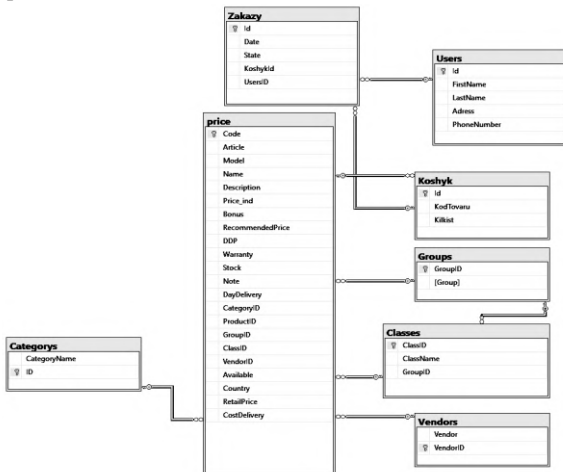 Zakazy
Id
Date
State
KoshykId
UsersID
Users
Id
FirstName
LastName
Adress
PhoneNumber
price
Code
Article
Model
Name
Description
Price_ind
Bonus
RecommendedPrice
DDP
Warranty
Stock
Note
DayDelivery
CategoryID
ProductID
GroupID
ClassID
VendorID
Available
Country
RetailPrice
CostDelivery
Koshyk
Id
KodTovaru
Kilkist
Groups
GroupID
[Group]
Classes
ClassID
ClassName
GroupID
Categorys
CategoryName
ID
Vendors
Vendor
VendorID